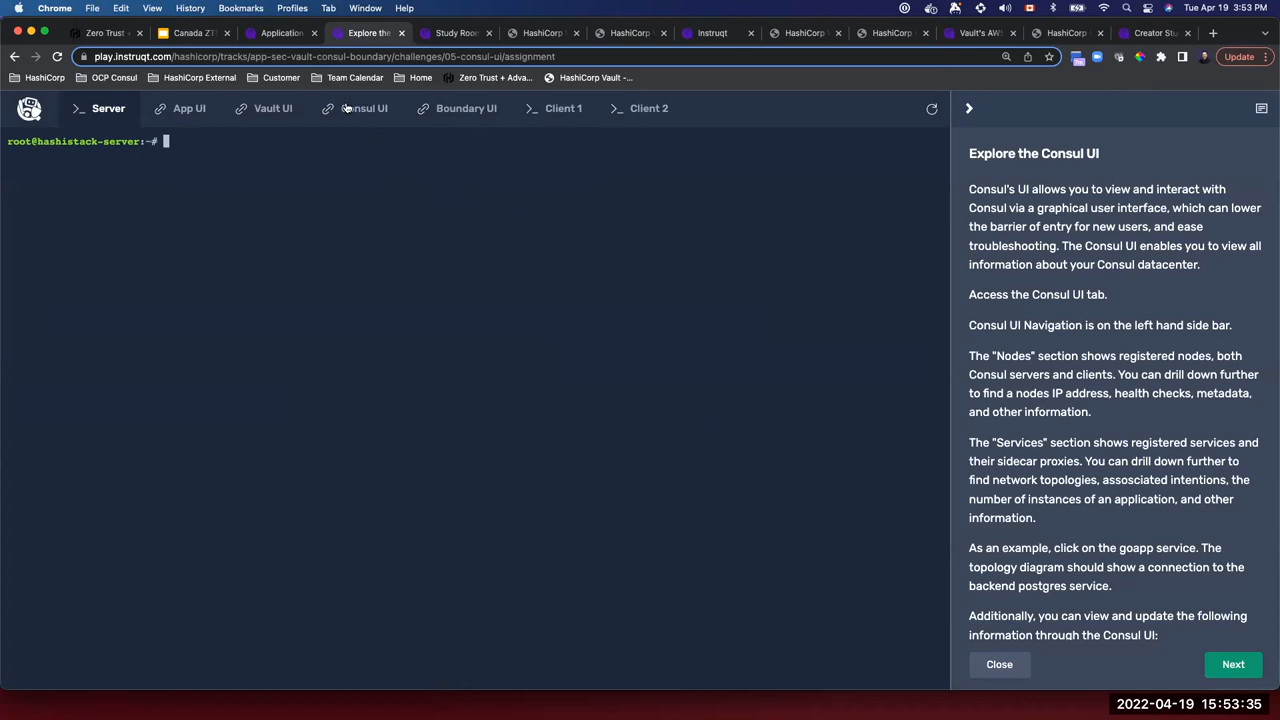 Chrome File Edit View History Bookmarks Profiles Tab Window Help Tue Apr 19 3:53 PM
Zero Trust + Canada ZT Application Explore the Study Room HashiCorp HashiCorp V Instruqt HashiCorp HashiCorp Vault's AWS HashiCorp Creator Stu
play.instruqt.com/hashicorp/tracks/app-sec-vault-consul-boundary/challenges/05-consul-ui/assignment Update
HashiCorp OCP Consul HashiCorp External Customer Team Calendar Home Zero Trust + Adva... HashiCorp Vault -...
>_ Server App UI Vault UI Consul UI Boundary UI >_ Client 1 >_ Client 2
root@hashistack-server:~#
Explore the Consul UI
Consul's UI allows you to view and interact with
Consul via a graphical user interface, which can lower
the barrier of entry for new users, and ease
troubleshooting. The Consul UI enables you to view all
information about your Consul datacenter.
Access the Consul UI tab.
Consul UI Navigation is on the left hand side bar.
The "Nodes" section shows registered nodes, both
Consul servers and clients. You can drill down further
to find a nodes IP address, health checks, metadata,
and other information.
The "Services" section shows registered services and
their sidecar proxies. You can drill down further to
find network topologies, assosciated intentions, the
number of instances of an application, and other
information.
As an example, click on the goapp service. The
topology diagram should show a connection to the
backend postgres service.
Additionally, you can view and update the following
information through the Consul UI:
Close Next
2022-04-19 15:53:35